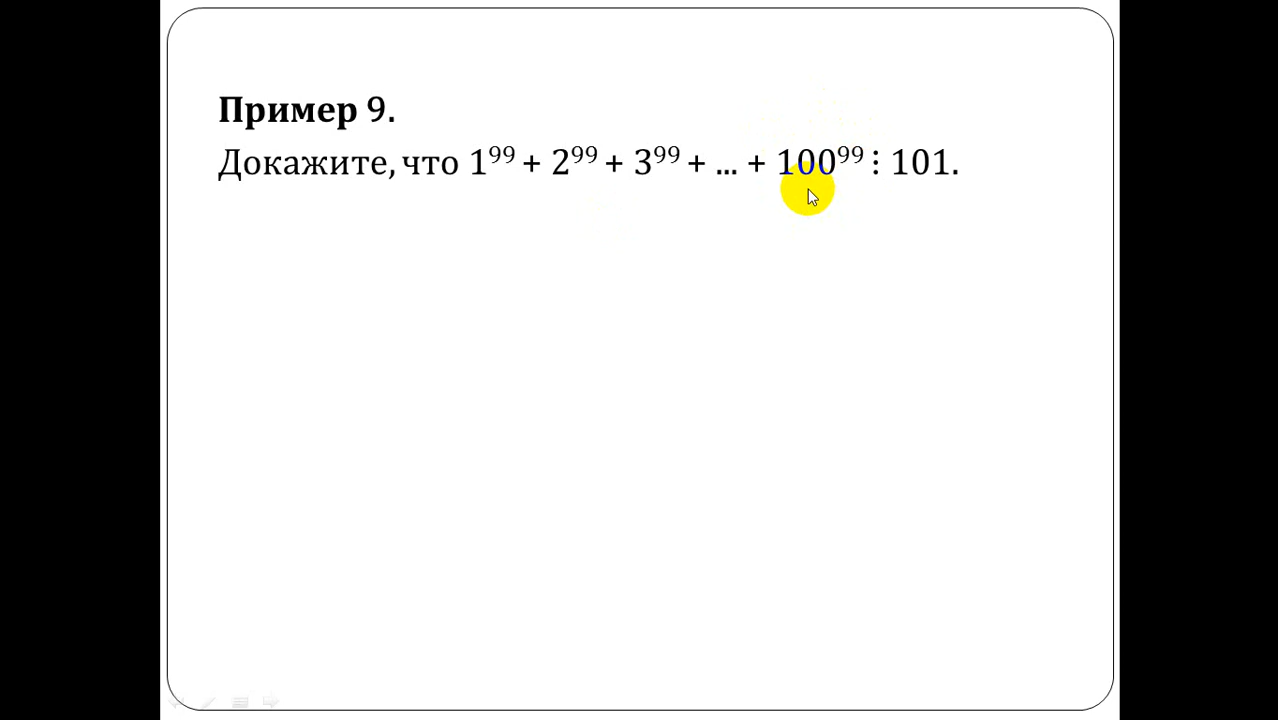 Пример 9.
Докажите, что 1⁹⁹ + 2⁹⁹ + 3⁹⁹ + ... + 100⁹⁹ ⋮ 101.